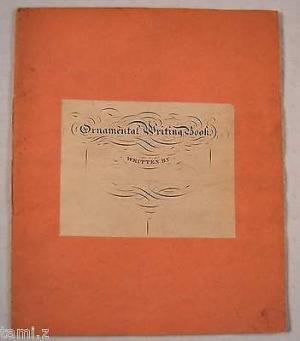 Ornamental Writing Book
WRITTEN BY
tami.z